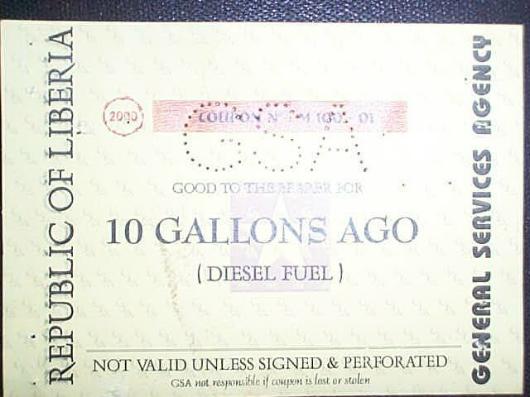 REPUBLIC OF LIBERIA
2000
COUPON
GSA
GOOD TO THE BEARER FOR
10 GALLONS AGO
( DIESEL FUEL )
NOT VALID UNLESS SIGNED & PERFORATED
GSA not responsible if coupon is lost or stolen
GENERAL SERVICES AGENCY